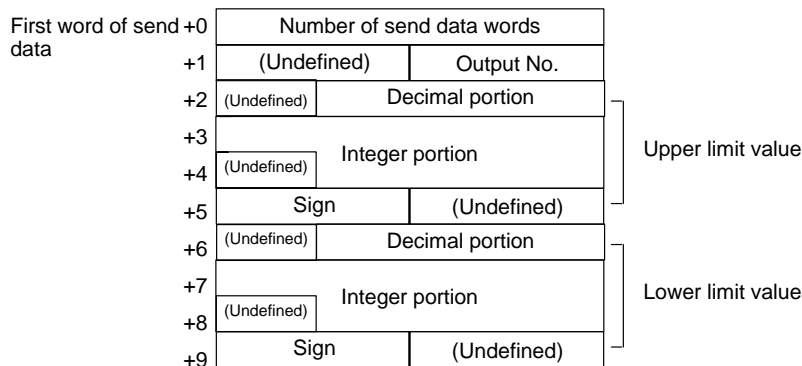 First word of send data
+0 Number of send data words
+1 (Undefined) Output No.
+2 (Undefined) Decimal portion
+3
Integer portion
+4 (Undefined)
+5 Sign (Undefined)
Upper limit value
+6 (Undefined) Decimal portion
+7
Integer portion
+8 (Undefined)
+9 Sign (Undefined)
Lower limit value